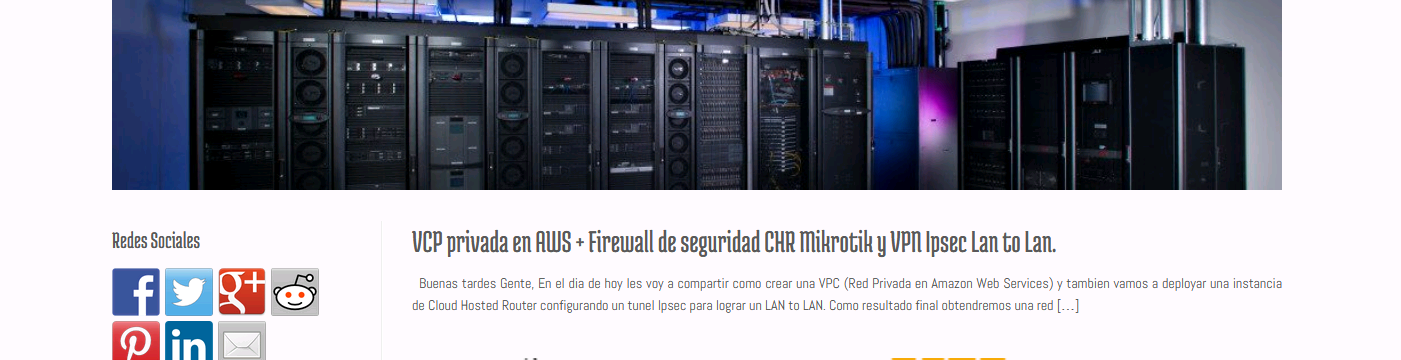 Redes Sociales
VCP privada en AWS + Firewall de seguridad CHR Mikrotik y VPN Ipsec Lan to Lan.
Buenas tardes Gente, En el dia de hoy les voy a compartir como crear una VPC (Red Privada en Amazon Web Services) y tambien vamos a deployar una instancia
de Cloud Hosted Router configurando un tunel Ipsec para lograr un LAN to LAN. Como resultado final obtendremos una red […]